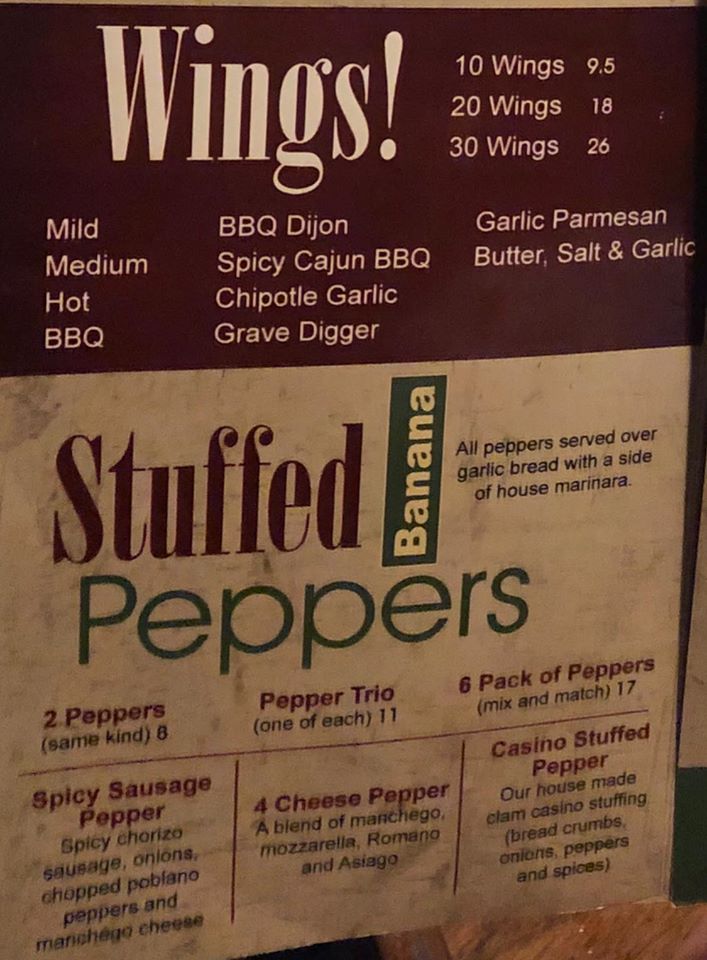 Wings!
10 Wings 9.5
20 Wings 18
30 Wings 26
Mild
Medium
Hot
BBQ
BBQ Dijon
Spicy Cajun BBQ
Chipotle Garlic
Grave Digger
Garlic Parmesan
Butter, Salt & Garlic
Stuffed
Banana
Peppers
All peppers served over
garlic bread with a side
of house marinara.
2 Peppers
(same kind) 8
Pepper Trio
(one of each) 11
6 Pack of Peppers
(mix and match) 17
Spicy Sausage
Pepper
Spicy chorizo
sausage, onions,
chopped poblano
peppers and
manchego cheese
4 Cheese Pepper
A blend of manchego,
mozzarella, Romano
and Asiago
Casino Stuffed
Pepper
Our house made
clam casino stuffing
(bread crumbs,
onions, peppers
and spices)